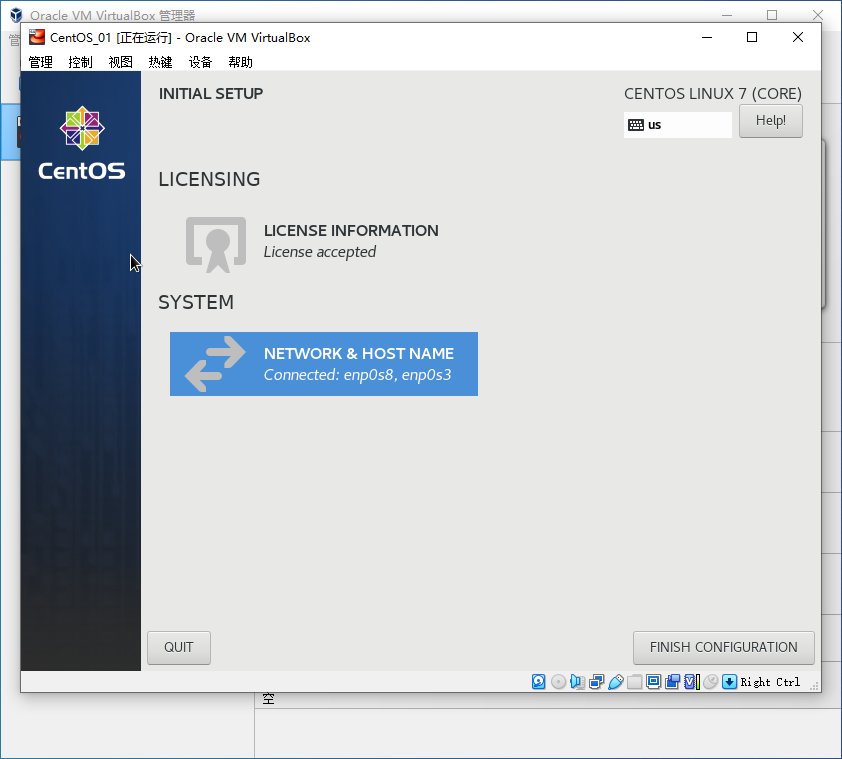 Oracle VM VirtualBox 管理器
CentOS_01 [正在运行] - Oracle VM VirtualBox
管理 控制 视图 热键 设备 帮助
CentOS
INITIAL SETUP
CENTOS LINUX 7 (CORE)
us
Help!
LICENSING
LICENSE INFORMATION
License accepted
SYSTEM
NETWORK & HOST NAME
Connected: enp0s8, enp0s3
QUIT
FINISH CONFIGURATION
Right Ctrl
空